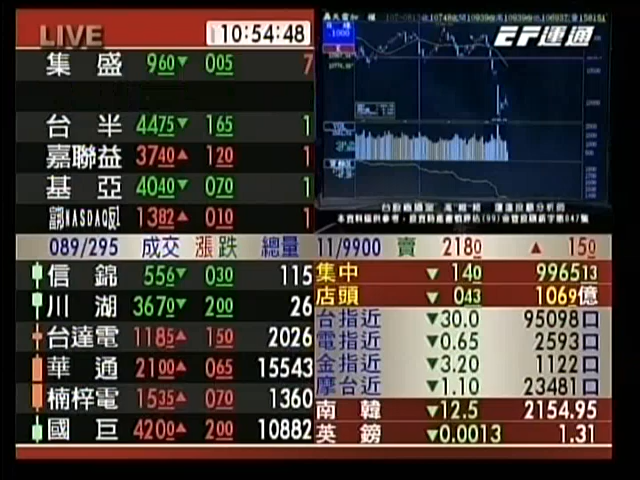 LIVE 10:54:48
集盛 960▼ 005 7
台半 4475▼ 165 1
嘉聯益 3740▲ 120 1
基亞 4040▼ 070 1
NASDAQ 1382▲ 010 1
EF運通
089/295 成交 漲跌 總量
信錦 556▼ 030 115
川湖 3670▼ 200 26
台達電 1185▲ 150 2026
華通 2100▲ 065 15543
楠梓電 1535▲ 070 1360
國巨 4200▲ 200 10882
11/9900 賣 2180 ▲ 150
集中 ▼ 140 996513
店頭 ▼ 043 1069億
台指近 ▼30.0 95098口
電指近 ▼0.65 2593口
金指近 ▼3.20 1122口
摩台近 ▼1.10 23481口
南韓 ▼12.5 2154.95
英鎊 ▼0.0013 1.31